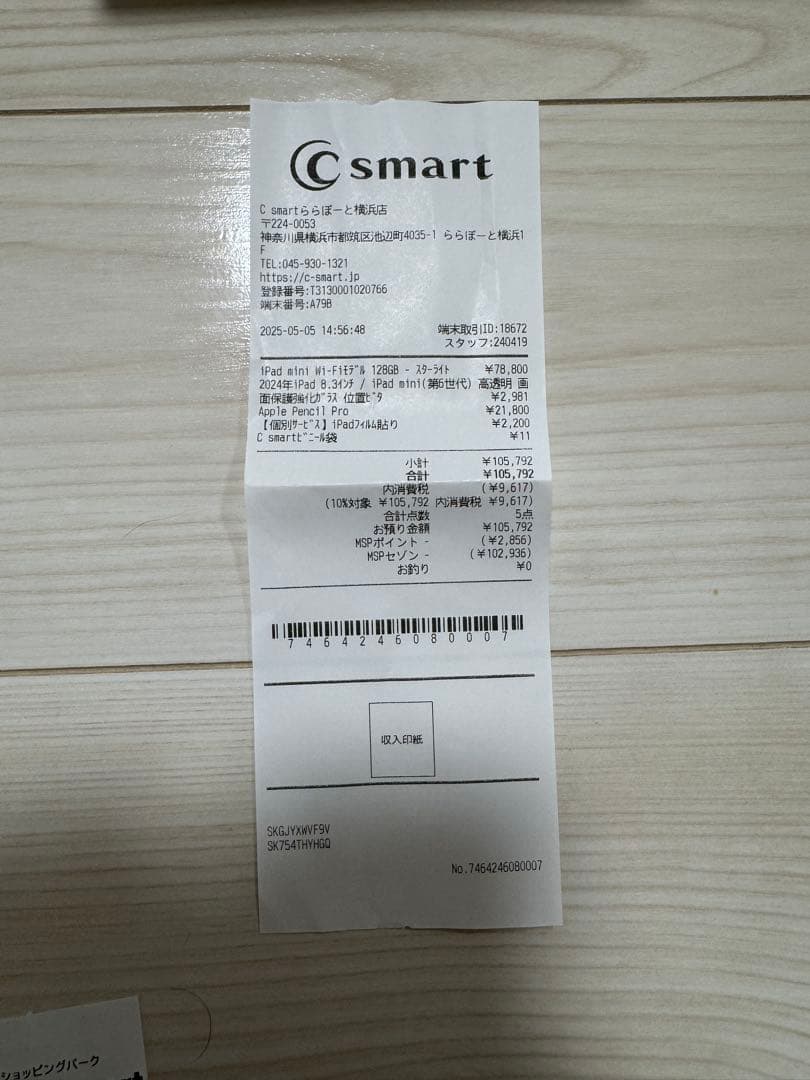 C smart
C smartららぽーと横浜店
〒224-0053
神奈川県横浜市都筑区池辺町4035-1 ららぽーと横浜1
F
TEL:045-930-1321
https://c-smart.jp
登録番号:T3130001020766
端末番号:A79B
2025-05-05 14:56:48 端末取引ID:18672
スタッフ:240419
iPad mini Wi-Fiﾓﾃﾞﾙ 128GB - ｽﾀｰﾗｲﾄ ¥78,800
2024年iPad 8.3ｲﾝﾁ / iPad mini(第6世代) 高透明 画
面保護強化ｶﾞﾗｽ 位置ﾋﾟﾀ ¥2,981
Apple Pencil Pro ¥21,800
【個別ｻｰﾋﾞｽ】iPadﾌｨﾙﾑ貼り ¥2,200
C smartﾋﾞﾆｰﾙ袋 ¥11
小計 ¥105,792
合計 ¥105,792
内消費税 (¥9,617)
(10%対象 ¥105,792 内消費税 ¥9,617)
合計点数 5点
お預り金額 ¥105,792
MSPポイント - (¥2,856)
MSPセゾン - (¥102,936)
お釣り ¥0
7464246080007
収入印紙
SKGJYXWVF9V
SK754THYHGQ
No.7464246080007
ショッピングパーク